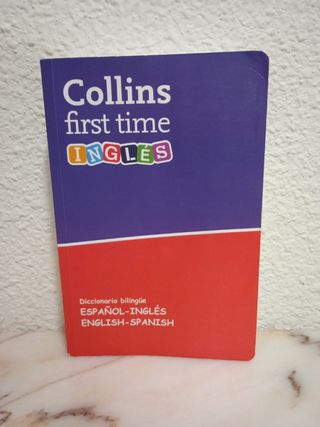 Collins
first time
INGLÉS
Diccionario bilingüe
ESPAÑOL-INGLÉS
ENGLISH-SPANISH